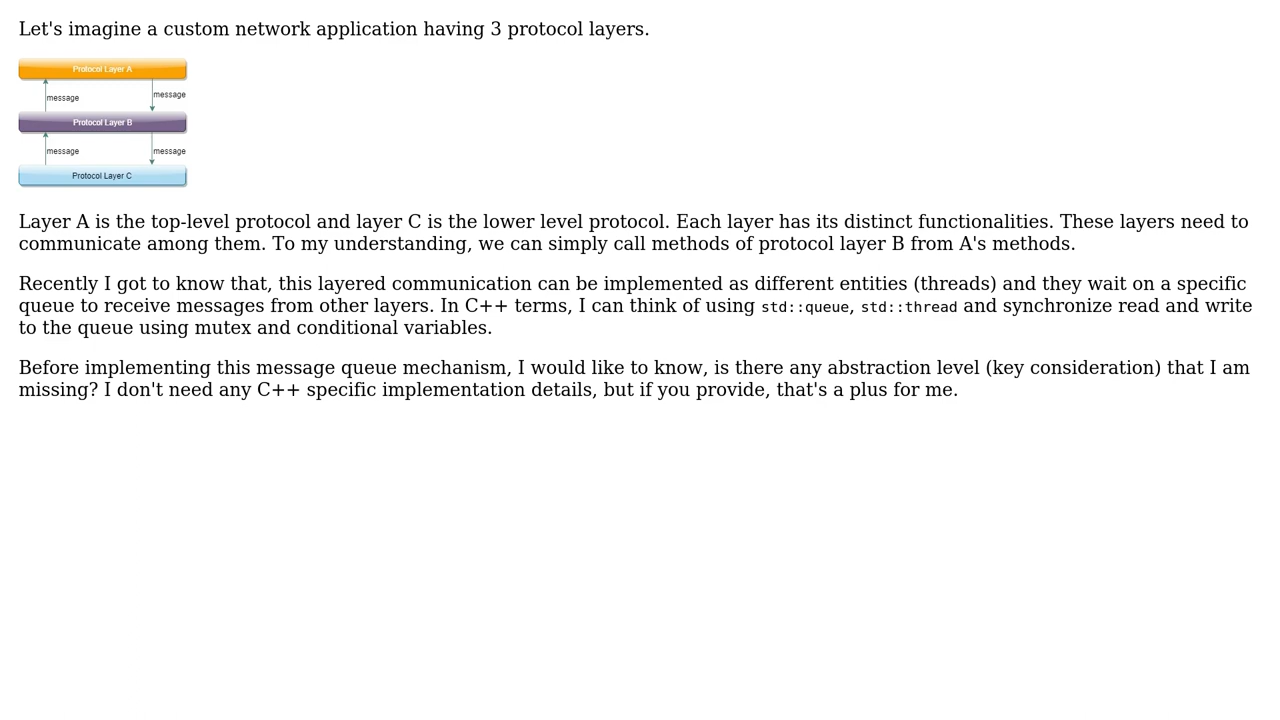 Let's imagine a custom network application having 3 protocol layers.
Protocol Layer A
message
message
Protocol Layer B
message
message
Protocol Layer C
Layer A is the top-level protocol and layer C is the lower level protocol. Each layer has its distinct functionalities. These layers need to
communicate among them. To my understanding, we can simply call methods of protocol layer B from A's methods.
Recently I got to know that, this layered communication can be implemented as different entities (threads) and they wait on a specific
queue to receive messages from other layers. In C++ terms, I can think of using std::queue, std::thread and synchronize read and write
to the queue using mutex and conditional variables.
Before implementing this message queue mechanism, I would like to know, is there any abstraction level (key consideration) that I am
missing? I don't need any C++ specific implementation details, but if you provide, that's a plus for me.